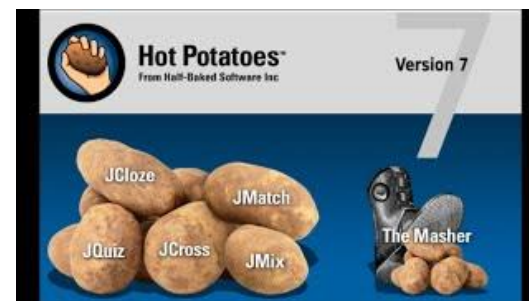 Hot Potatoes™
From Half-Baked Software Inc
Version 7
7
JCloze
JMatch
JQuiz
JCross
JMix
The Masher